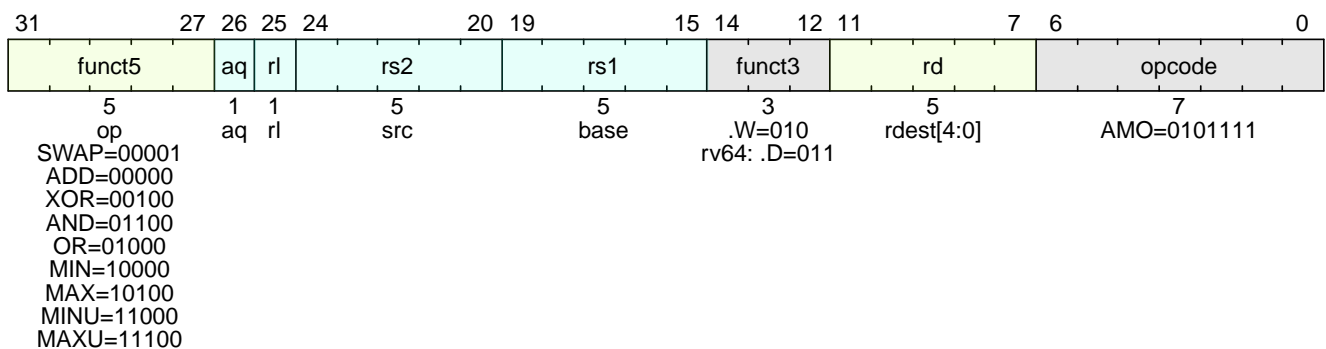 31 27 26 25 24 20 19 15 14 12 11 7 6 0
funct5 aq rl rs2 rs1 funct3 rd opcode
5 1 1 5 5 3 5 7
op aq rl src base .W=010 rdest[4:0] AMO=0101111
SWAP=00001 rv64: .D=011
ADD=00000
XOR=00100
AND=01100
OR=01000
MIN=10000
MAX=10100
MINU=11000
MAXU=11100